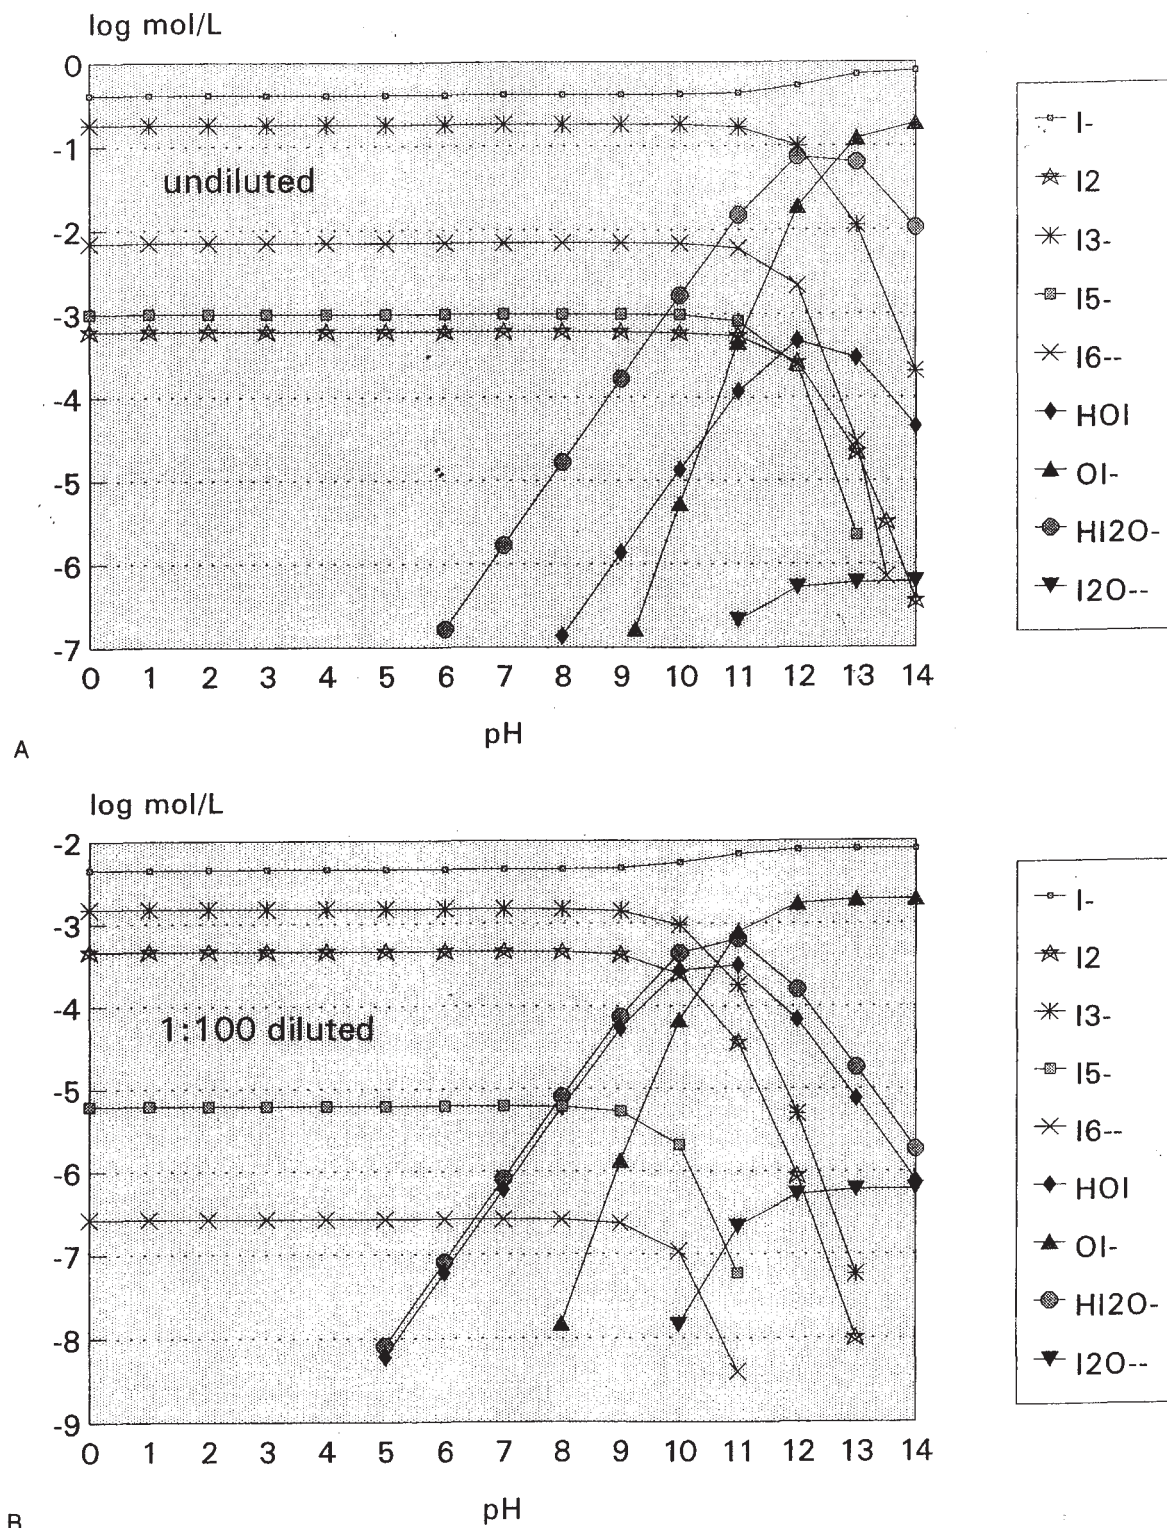 log mol/L
0
-1
-2
-3
-4
-5
-6
-7
undiluted
0 1 2 3 4 5 6 7 8 9 10 11 12 13 14
pH
A
I-
I2
I3-
I5-
I6--
HOI
OI-
HI2O-
I2O--
log mol/L
-2
-3
-4
-5
-6
-7
-8
-9
1:100 diluted
0 1 2 3 4 5 6 7 8 9 10 11 12 13 14
pH
B
I-
I2
I3-
I5-
I6--
HOI
OI-
HI2O-
I2O--